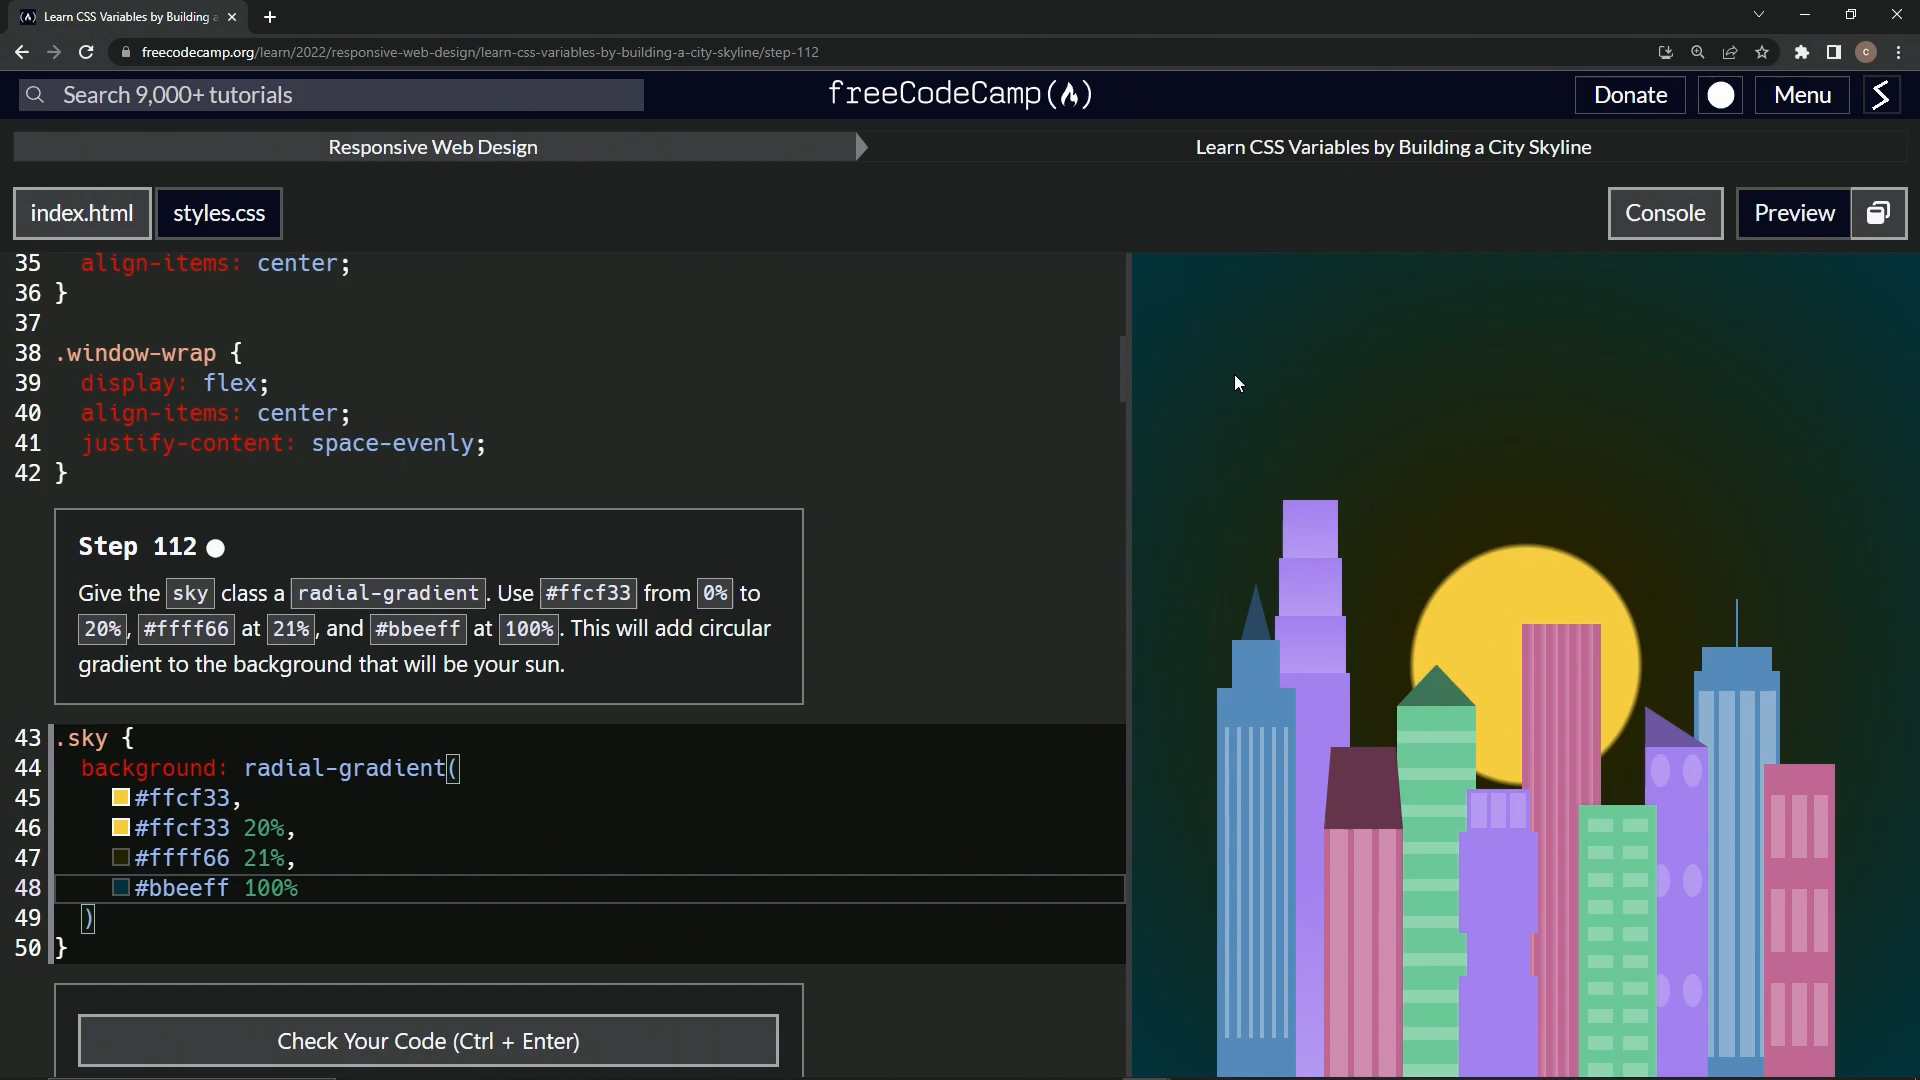 Learn CSS Variables by Building a
freecodecamp.org/learn/2022/responsive-web-design/learn-css-variables-by-building-a-city-skyline/step-112
C
Search 9,000+ tutorials
freeCodeCamp
Donate
Menu
Responsive Web Design
Learn CSS Variables by Building a City Skyline
index.html
styles.css
Console
Preview
35 align-items: center;
36 }
37
38 .window-wrap {
39 display: flex;
40 align-items: center;
41 justify-content: space-evenly;
42 }
Step 112
Give the sky class a radial-gradient. Use #ffcf33 from 0% to
20%, #ffff66 at 21%, and #bbeeff at 100%. This will add circular
gradient to the background that will be your sun.
43 .sky {
44 background: radial-gradient(
45 #ffcf33,
46 #ffcf33 20%,
47 #ffff66 21%,
48 #bbeeff 100%
49 )
50 }
Check Your Code (Ctrl + Enter)